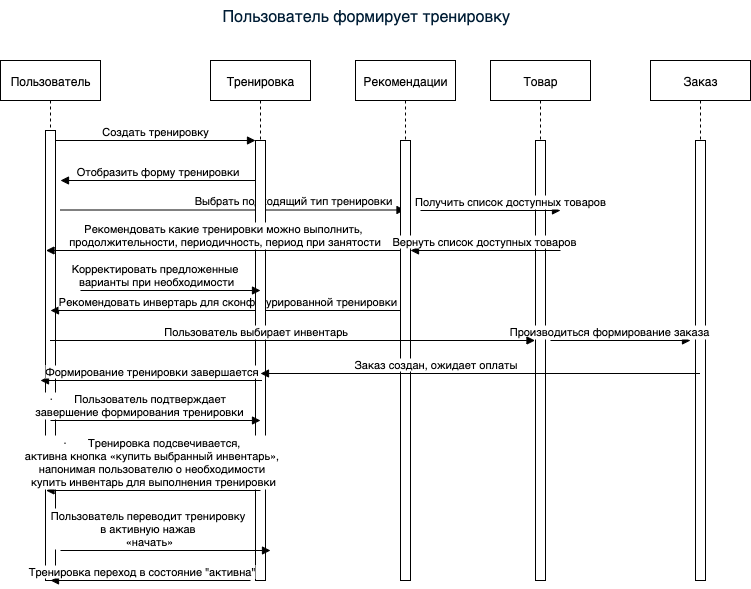 Пользователь формирует тренировку
Пользователь
Тренировка
Рекомендации
Товар
Заказ
Создать тренировку
Отобразить форму тренировки
Выбрать подходящий тип тренировки
Получить список доступных товаров
Рекомендовать какие тренировки можно выполнить,
продолжительности, периодичность, период при занятости
Вернуть список доступных товаров
Корректировать предложенные
варианты при необходимости
Рекомендовать инвертарь для сконфигурированной тренировки
Пользователь выбирает инвентарь
Производиться формирование заказа
Заказ создан, ожидает оплаты
Формирование тренировки завершается
· Пользователь подтверждает
завершение формирования тренировки
· Тренировка подсвечивается,
активна кнопка «купить выбранный инвентарь»,
напонимая пользователю о необходимости
купить инвентарь для выполнения тренировки
Пользователь переводит тренировку
в активную нажав
«начать»
Тренировка переход в состояние "активна"